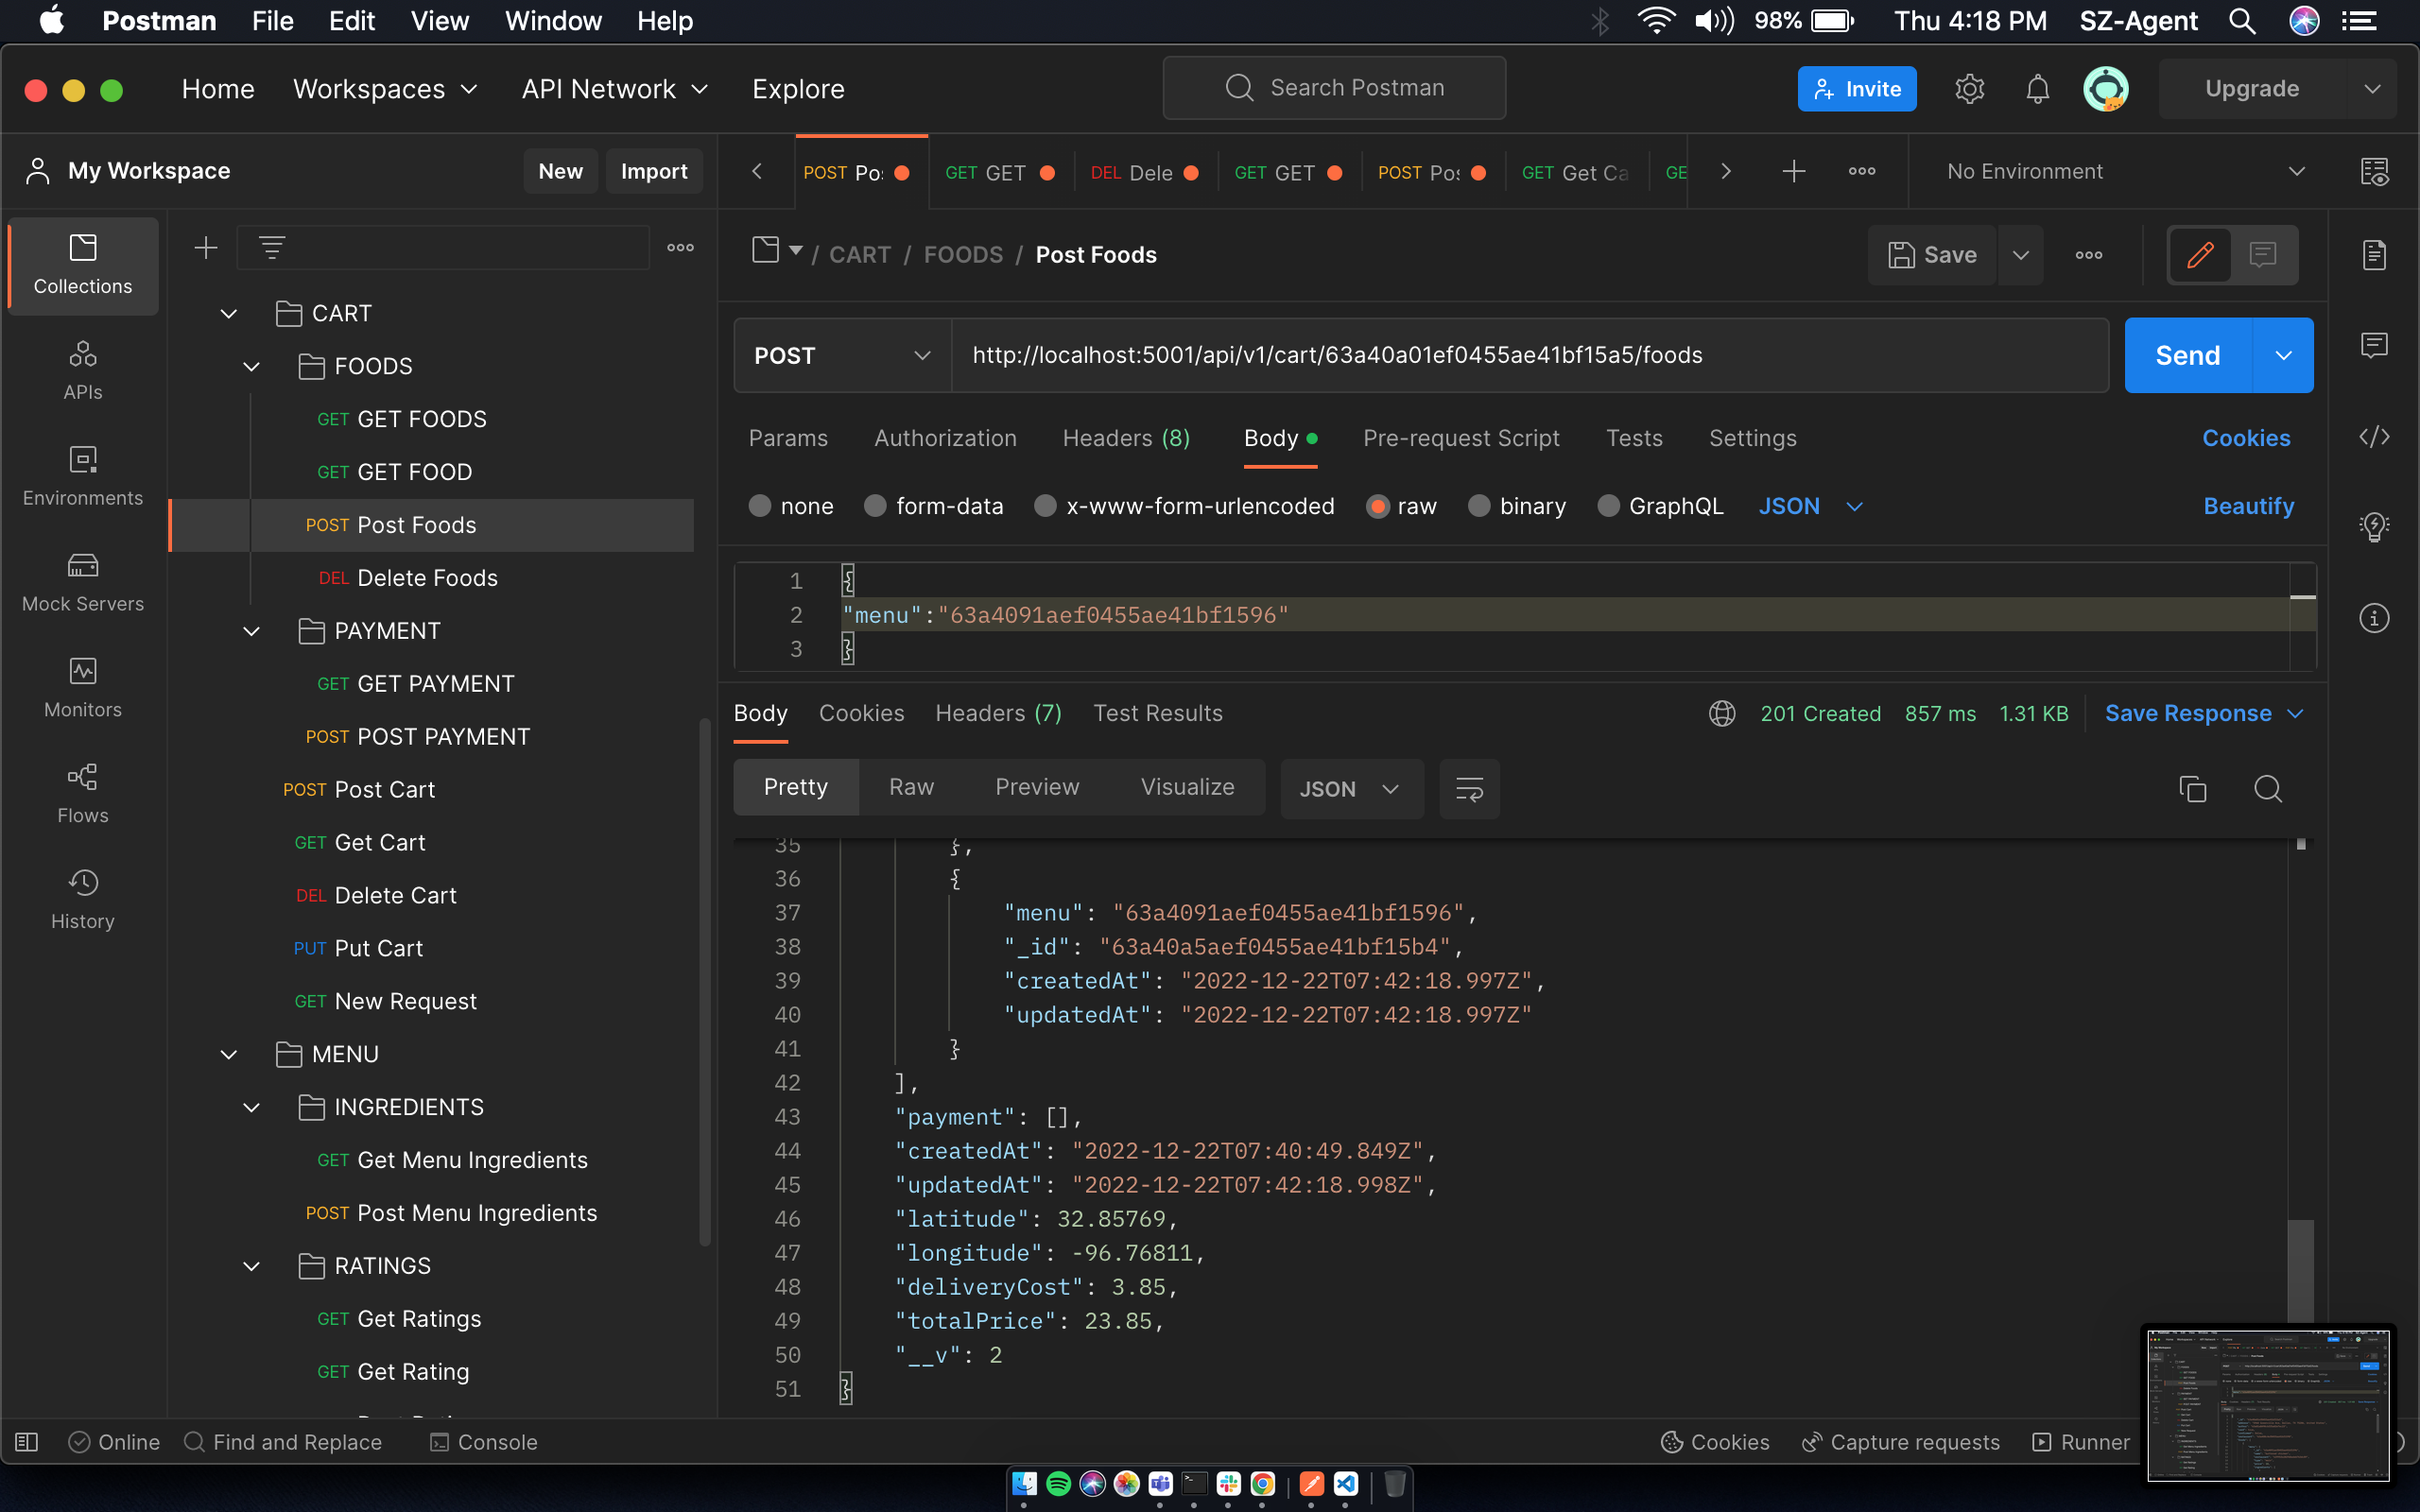 Postman File Edit View Window Help 98% Thu 4:18 PM SZ-Agent
Home Workspaces API Network Explore Search Postman Invite Upgrade
My Workspace New Import POST GET GET DEL Dele GET GET POST GET Get Ca No Environment
CART / FOODS / Post Foods Save
Collections
APIs
Environments
Mock Servers
Monitors
Flows
History
CART
FOODS
GET GET FOODS
GET GET FOOD
POST Post Foods
DEL Delete Foods
PAYMENT
GET GET PAYMENT
POST POST PAYMENT
POST Post Cart
GET Get Cart
DEL Delete Cart
PUT Put Cart
GET New Request
MENU
INGREDIENTS
GET Get Menu Ingredients
POST Post Menu Ingredients
RATINGS
GET Get Ratings
GET Get Rating
POST http://localhost:5001/api/v1/cart/63a40a01ef0455ae41bf15a5/foods Send
Params Authorization Headers (8) Body Pre-request Script Tests Settings Cookies
none form-data x-www-form-urlencoded raw binary GraphQL JSON Beautify
1 {
2 "menu":"63a4091aef0455ae41bf1596"
3 }
Body Cookies Headers (7) Test Results 201 Created 857 ms 1.31 KB Save Response
Pretty Raw Preview Visualize JSON
35 },
36 {
37 "menu": "63a4091aef0455ae41bf1596",
38 "_id": "63a40a5aef0455ae41bf15b4",
39 "createdAt": "2022-12-22T07:42:18.997Z",
40 "updatedAt": "2022-12-22T07:42:18.997Z"
41 }
42 ],
43 "payment": [],
44 "createdAt": "2022-12-22T07:40:49.849Z",
45 "updatedAt": "2022-12-22T07:42:18.998Z",
46 "latitude": 32.85769,
47 "longitude": -96.76811,
48 "deliveryCost": 3.85,
49 "totalPrice": 23.85,
50 "__v": 2
51 }
Online Find and Replace Console Cookies Capture requests Runner